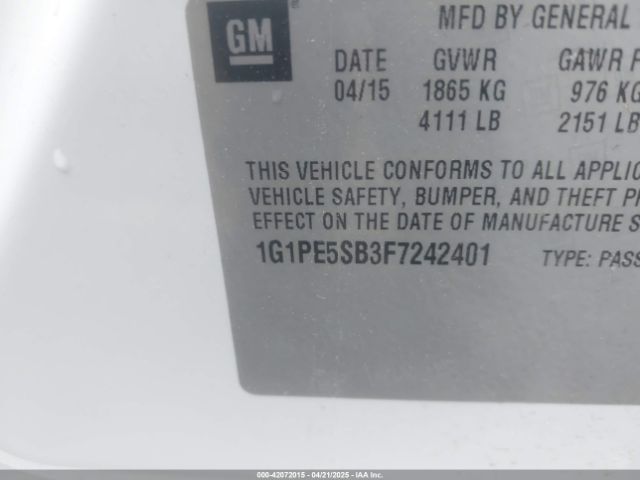 GM
MFD BY GENERAL
DATE GVWR GAWR F
04/15 1865 KG 976 KG
4111 LB 2151 LB
THIS VEHICLE CONFORMS TO ALL APPLIC
VEHICLE SAFETY, BUMPER, AND THEFT PR
EFFECT ON THE DATE OF MANUFACTURE S
1G1PE5SB3F7242401 TYPE: PASS
000-42072015 - 04/21/2025 - IAA Inc.